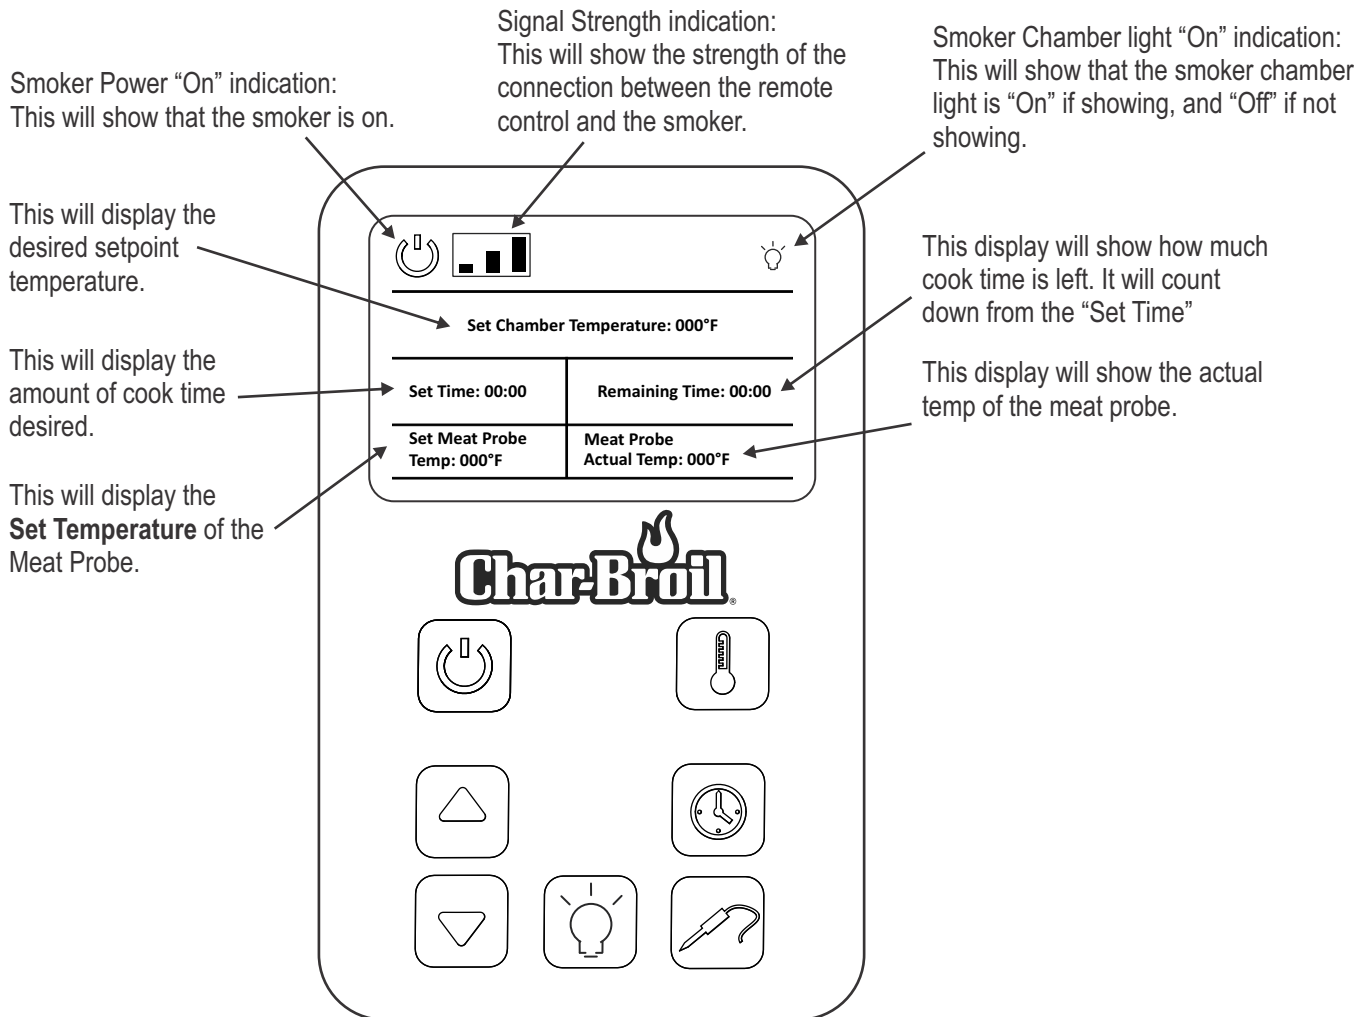 Signal Strength indication:
This will show the strength of the
connection between the remote
control and the smoker.
Smoker Chamber light “On” indication:
This will show that the smoker chamber
light is “On” if showing, and “Off” if not
showing.
Smoker Power “On” indication:
This will show that the smoker is on.
This will display the
desired setpoint
temperature.
This display will show how much
cook time is left. It will count
down from the “Set Time”
This will display the
amount of cook time
desired.
This display will show the actual
temp of the meat probe.
This will display the
Set Temperature of the
Meat Probe.
Set Chamber Temperature: 000°F
Set Time: 00:00
Remaining Time: 00:00
Set Meat Probe
Temp: 000°F
Meat Probe
Actual Temp: 000°F
Char-Broil®